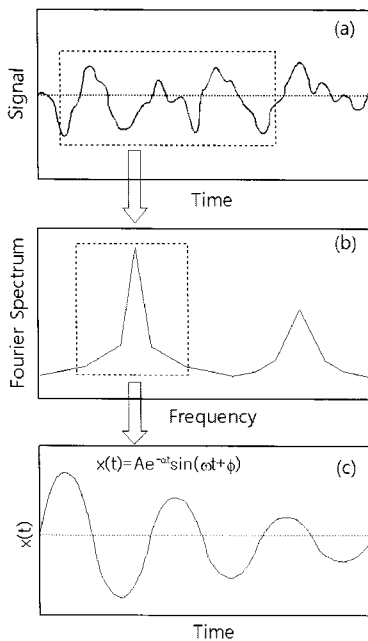 (a)
Signal
Time
(b)
Fourier Spectrum
Frequency
x(t)=Ae^-αt sin(ωt+ϕ)
(c)
x(t)
Time